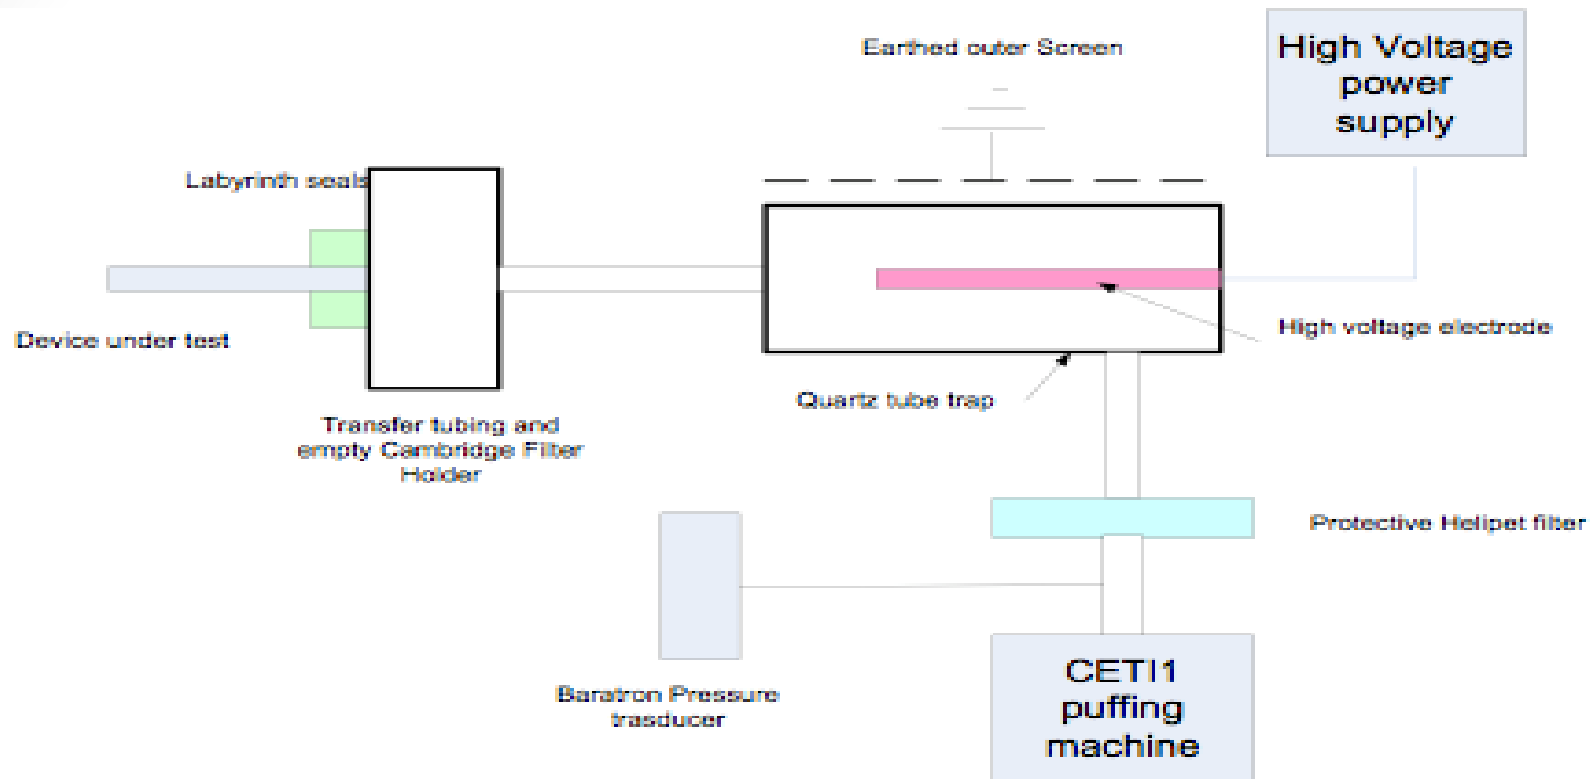 Earthed outer Screen
High Voltage
power
supply
Labyrinth seals
Device under test
High voltage electrode
Quartz tube trap
Transfer tubing and
empty Cambridge Filter
Holder
Protective Helipet filter
Baratron Pressure
trasducer
CETI1
puffing
machine